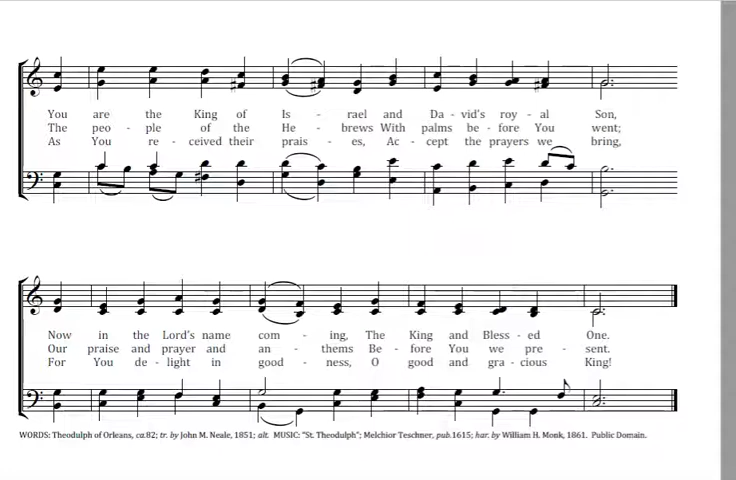 You are the King of Is - rael and Da - vid's roy - al Son,
The peo - ple of the He - brews With palms be - fore You went;
As You re - ceived their prais - es, Ac - cept the prayers we bring,
Now in the Lord's name com - ing, The King and Bless - ed One.
Our praise and prayer and an - thems Be - fore You we pre - sent.
For You de - light in good - ness, O good and gra - cious King!
WORDS: Theodulph of Orleans, ca.82; tr. by John M. Neale, 1851; alt. MUSIC: "St. Theodulph"; Melchior Teschner, pub.1615; har. by William H. Monk, 1861. Public Domain.